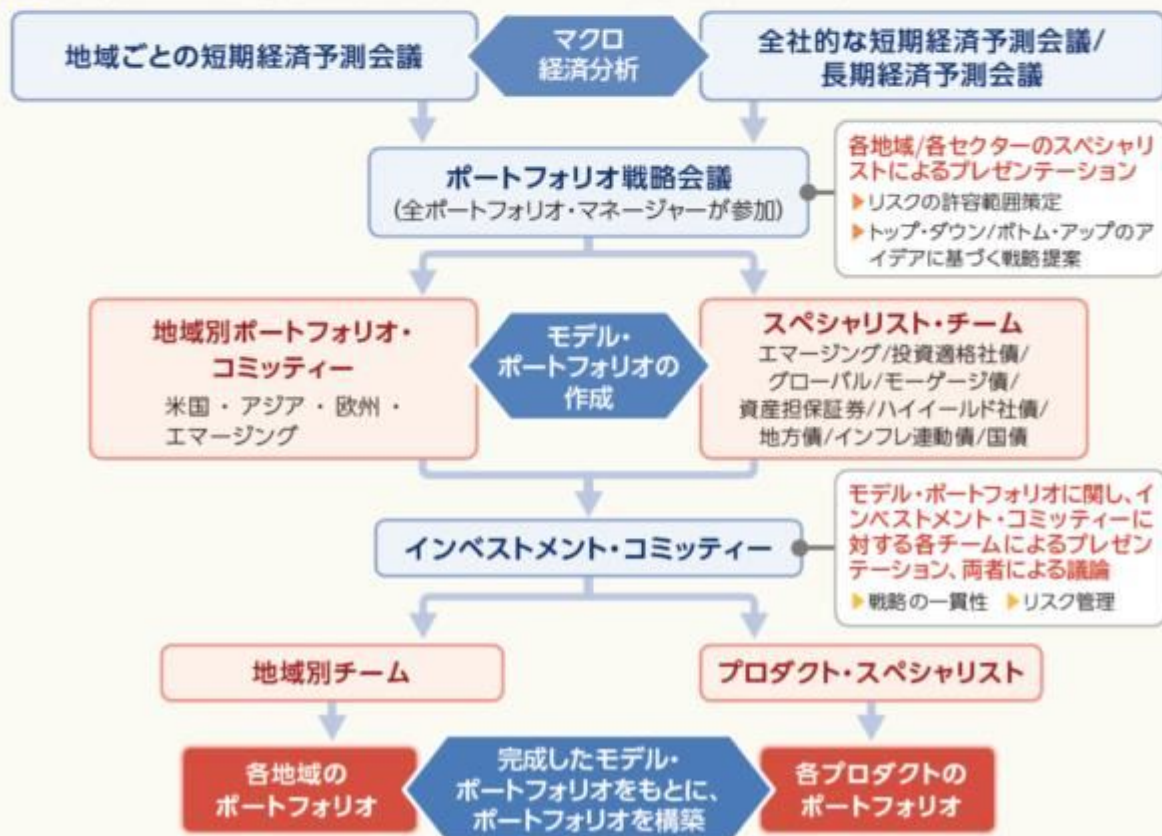 地域ごとの短期経済予測会議
マクロ
経済分析
全社的な短期経済予測会議/
長期経済予測会議
ポートフォリオ戦略会議
(全ポートフォリオ・マネージャーが参加)
各地域/各セクターのスペシャリ
ストによるプレゼンテーション
▶リスクの許容範囲策定
▶トップ・ダウン/ボトム・アップのア
イデアに基づく戦略提案
地域別ポートフォリオ・
コミッティー
米国・アジア・欧州・
エマージング
モデル・
ポートフォリオの
作成
スペシャリスト・チーム
エマージング/投資適格社債/
グローバル/モーゲージ債/
資産担保証券/ハイイールド社債/
地方債/インフレ連動債/国債
インベストメント・コミッティー
モデル・ポートフォリオに関し、イ
ンベストメント・コミッティーに
対する各チームによるプレゼン
テーション、両者による議論
▶戦略の一貫性 ▶リスク管理
地域別チーム
プロダクト・スペシャリスト
各地域の
ポートフォリオ
完成したモデル・
ポートフォリオをもとに、
ポートフォリオを構築
各プロダクトの
ポートフォリオ